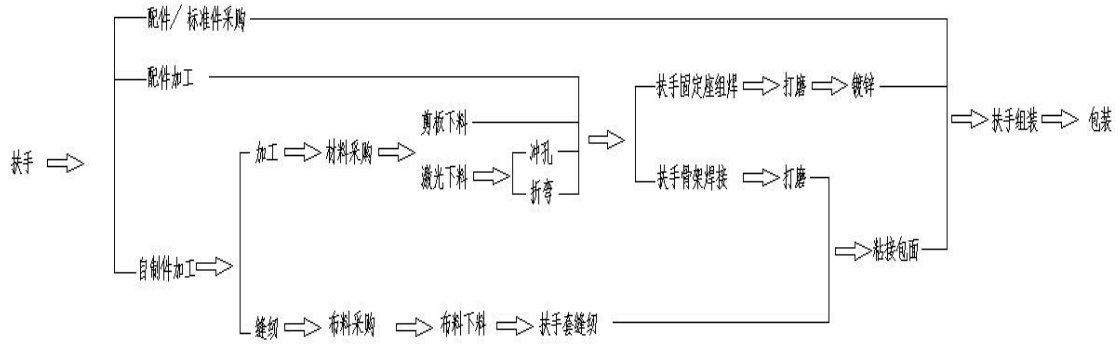 配件/标准件采购
配件加工
扶手固定座组焊
打磨
镀锌
剪板下料
扶手组装
包装
扶手
加工
材料采购
冲孔
激光下料
扶手骨架焊接
打磨
折弯
自制件加工
粘接包面
缝纫
布料采购
布料下料
扶手套缝纫